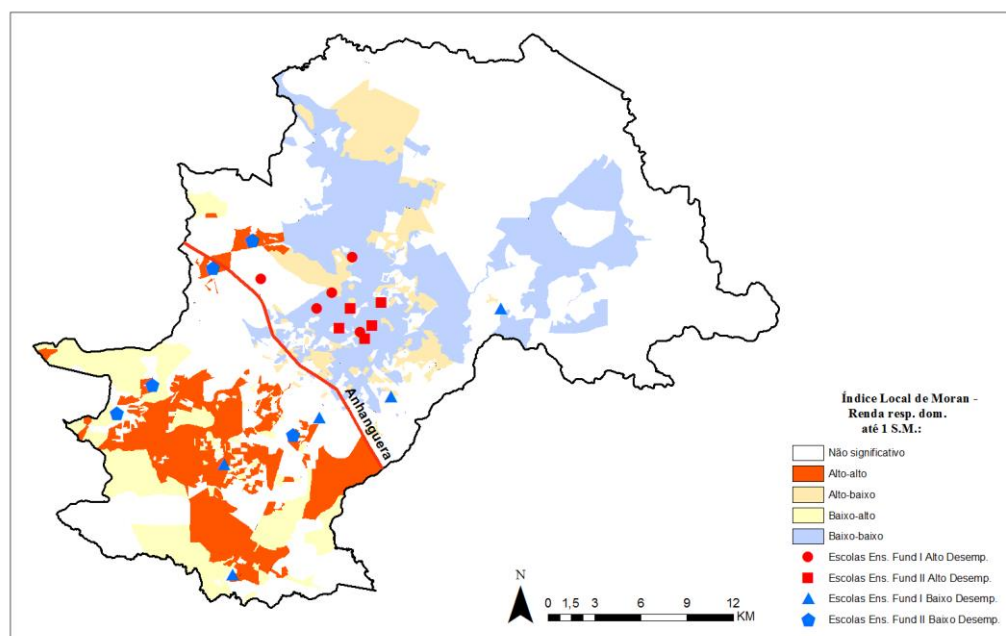 Anhanguera
Índice Local de Moran -
Renda resp. dom.
até 1 S.M.:
Não significativo
Alto-alto
Alto-baixo
Baixo-alto
Baixo-baixo
Escolas Ens. Fund I Alto Desemp.
Escolas Ens. Fund II Alto Desemp.
Escolas Ens. Fund I Baixo Desemp.
Escolas Ens. Fund II Baixo Desemp.
N
0 1,5 3 6 9 12
KM